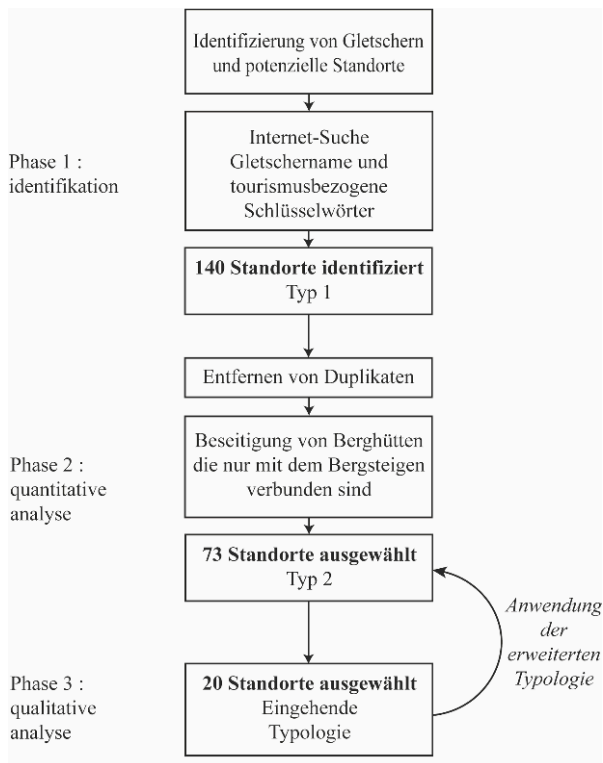 Identifizierung von Gletschern
und potenzielle Standorte
Phase 1 :
identifikation
Internet-Suche
Gletschername und
tourismusbezogene
Schlüsselwörter
140 Standorte identifiziert
Typ 1
Entfernen von Duplikaten
Phase 2 :
quantitative
analyse
Beseitigung von Berghütten
die nur mit dem Bergsteigen
verbunden sind
73 Standorte ausgewählt
Typ 2
Anwendung
der
erweiterten
Typologie
Phase 3 :
qualitative
analyse
20 Standorte ausgewählt
Eingehende
Typologie